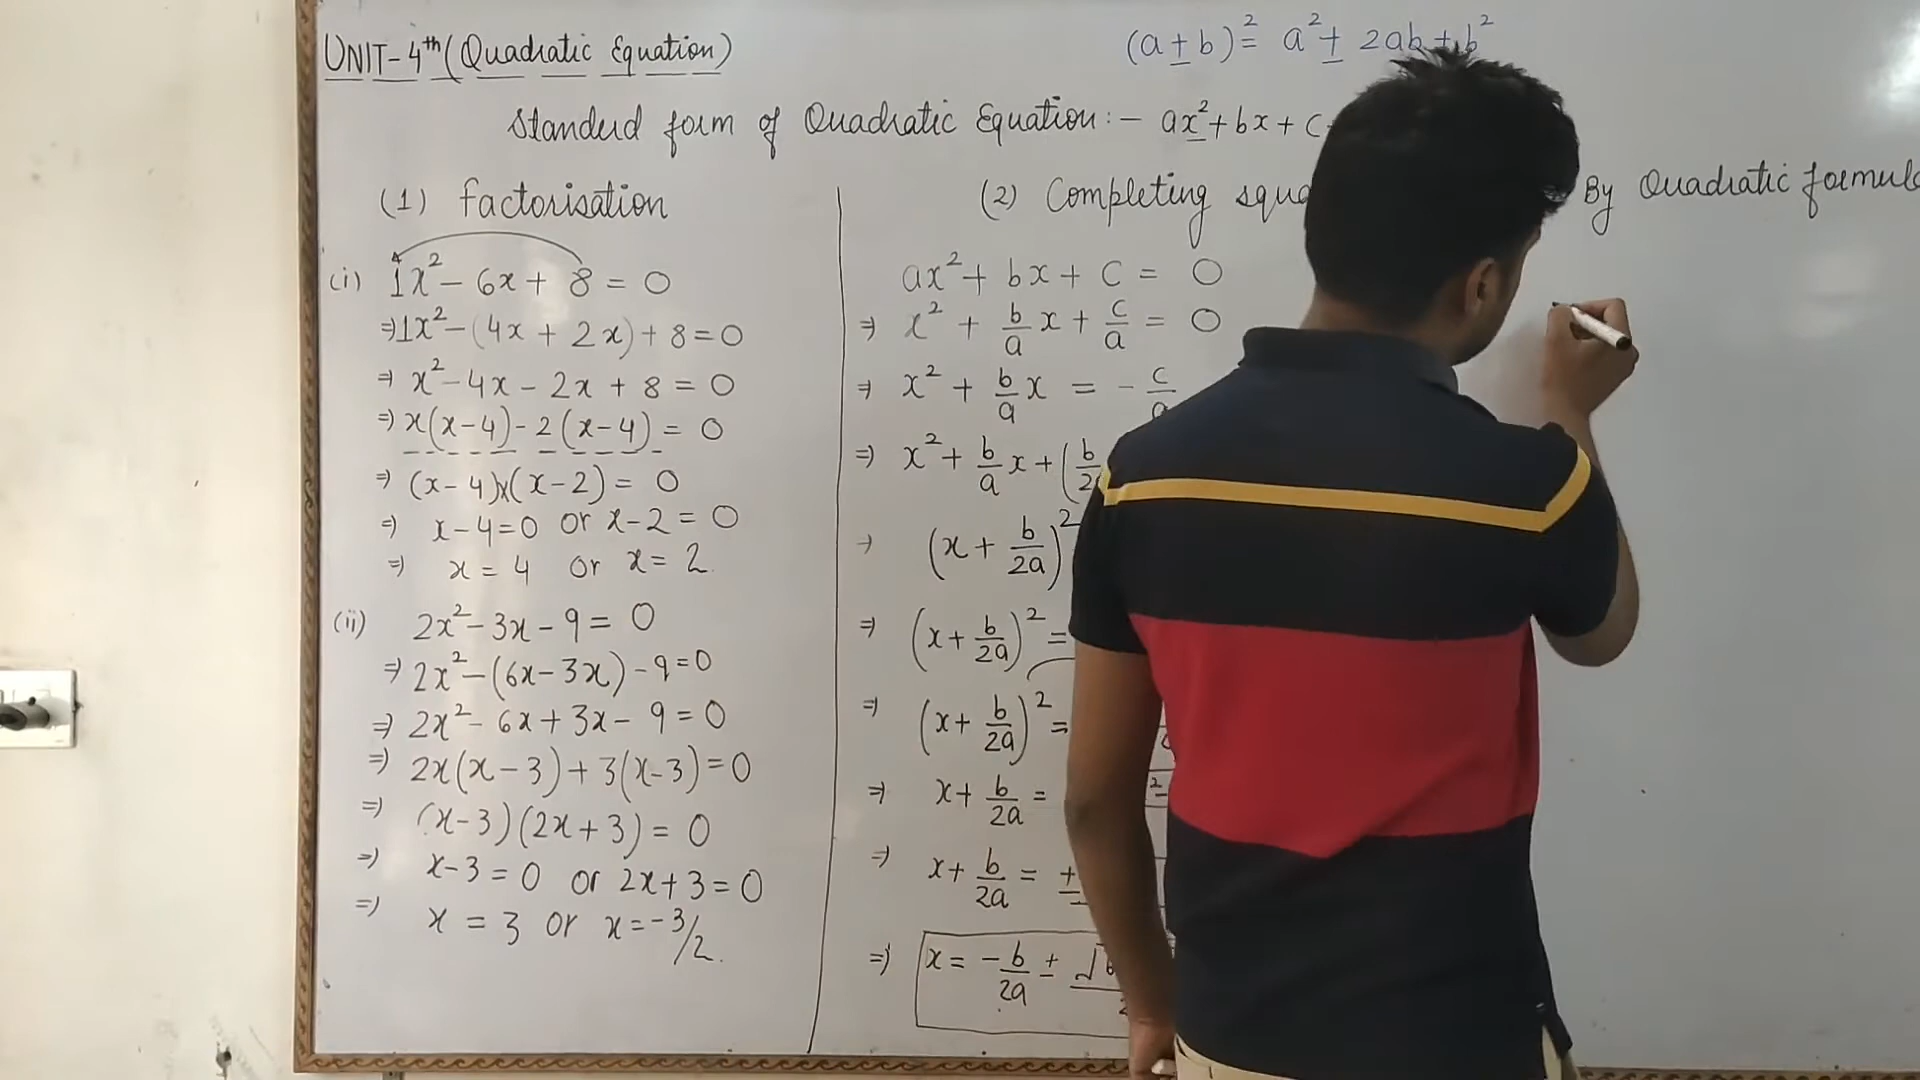 UNIT-4th (Quadratic Equation)
(a ± b)² = a² ± 2ab + b²
Standerd form of Quadratic Equation :- ax² + bx + c
(1) factorisation
(i) 1x² - 6x + 8 = 0
⇒ 1x² - (4x + 2x) + 8 = 0
⇒ x² - 4x - 2x + 8 = 0
⇒ x(x-4) - 2(x-4) = 0
⇒ (x-4)x(x-2) = 0
⇒ x-4=0 or x-2=0
⇒ x = 4 or x = 2.
(ii) 2x² - 3x - 9 = 0
⇒ 2x² - (6x - 3x) - 9 = 0
⇒ 2x² - 6x + 3x - 9 = 0
⇒ 2x(x-3) + 3(x-3) = 0
⇒ (x-3)(2x+3) = 0
⇒ x-3 = 0 or 2x+3 = 0
⇒ x = 3 or x = -3/2.
(2) Completing
ax² + bx + c = 0
⇒ x² + b/a x + c/a = 0
⇒ x² + b/a x = - c/a
⇒ x² + b/a x + (b/2
→ (x + b/2a)²
⇒ (x + b/2a)² =
⇒ (x + b/2a)² =
⇒ x + b/2a =
⇒ x + b/2a = ±
⇒ x = -b/2a ± √
By Quadratic formula